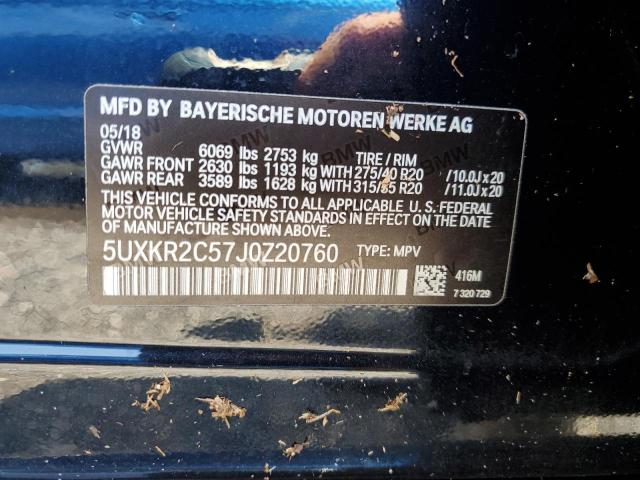 MFD BY BAYERISCHE MOTOREN WERKE AG
05/18
GVWR 6069 lbs 2753 kg TIRE / RIM
GAWR FRONT 2630 lbs 1193 kg WITH 275/40 R20 /10.0J x 20
GAWR REAR 3589 lbs 1628 kg WITH 315/35 R20 /11.0J x 20
THIS VEHICLE CONFORMS TO ALL APPLICABLE U.S. FEDERAL
MOTOR VEHICLE SAFETY STANDARDS IN EFFECT ON THE DATE
OF MANUFACTURE SHOWN ABOVE.
5UXKR2C57J0Z20760 TYPE: MPV
416M
7 320 729